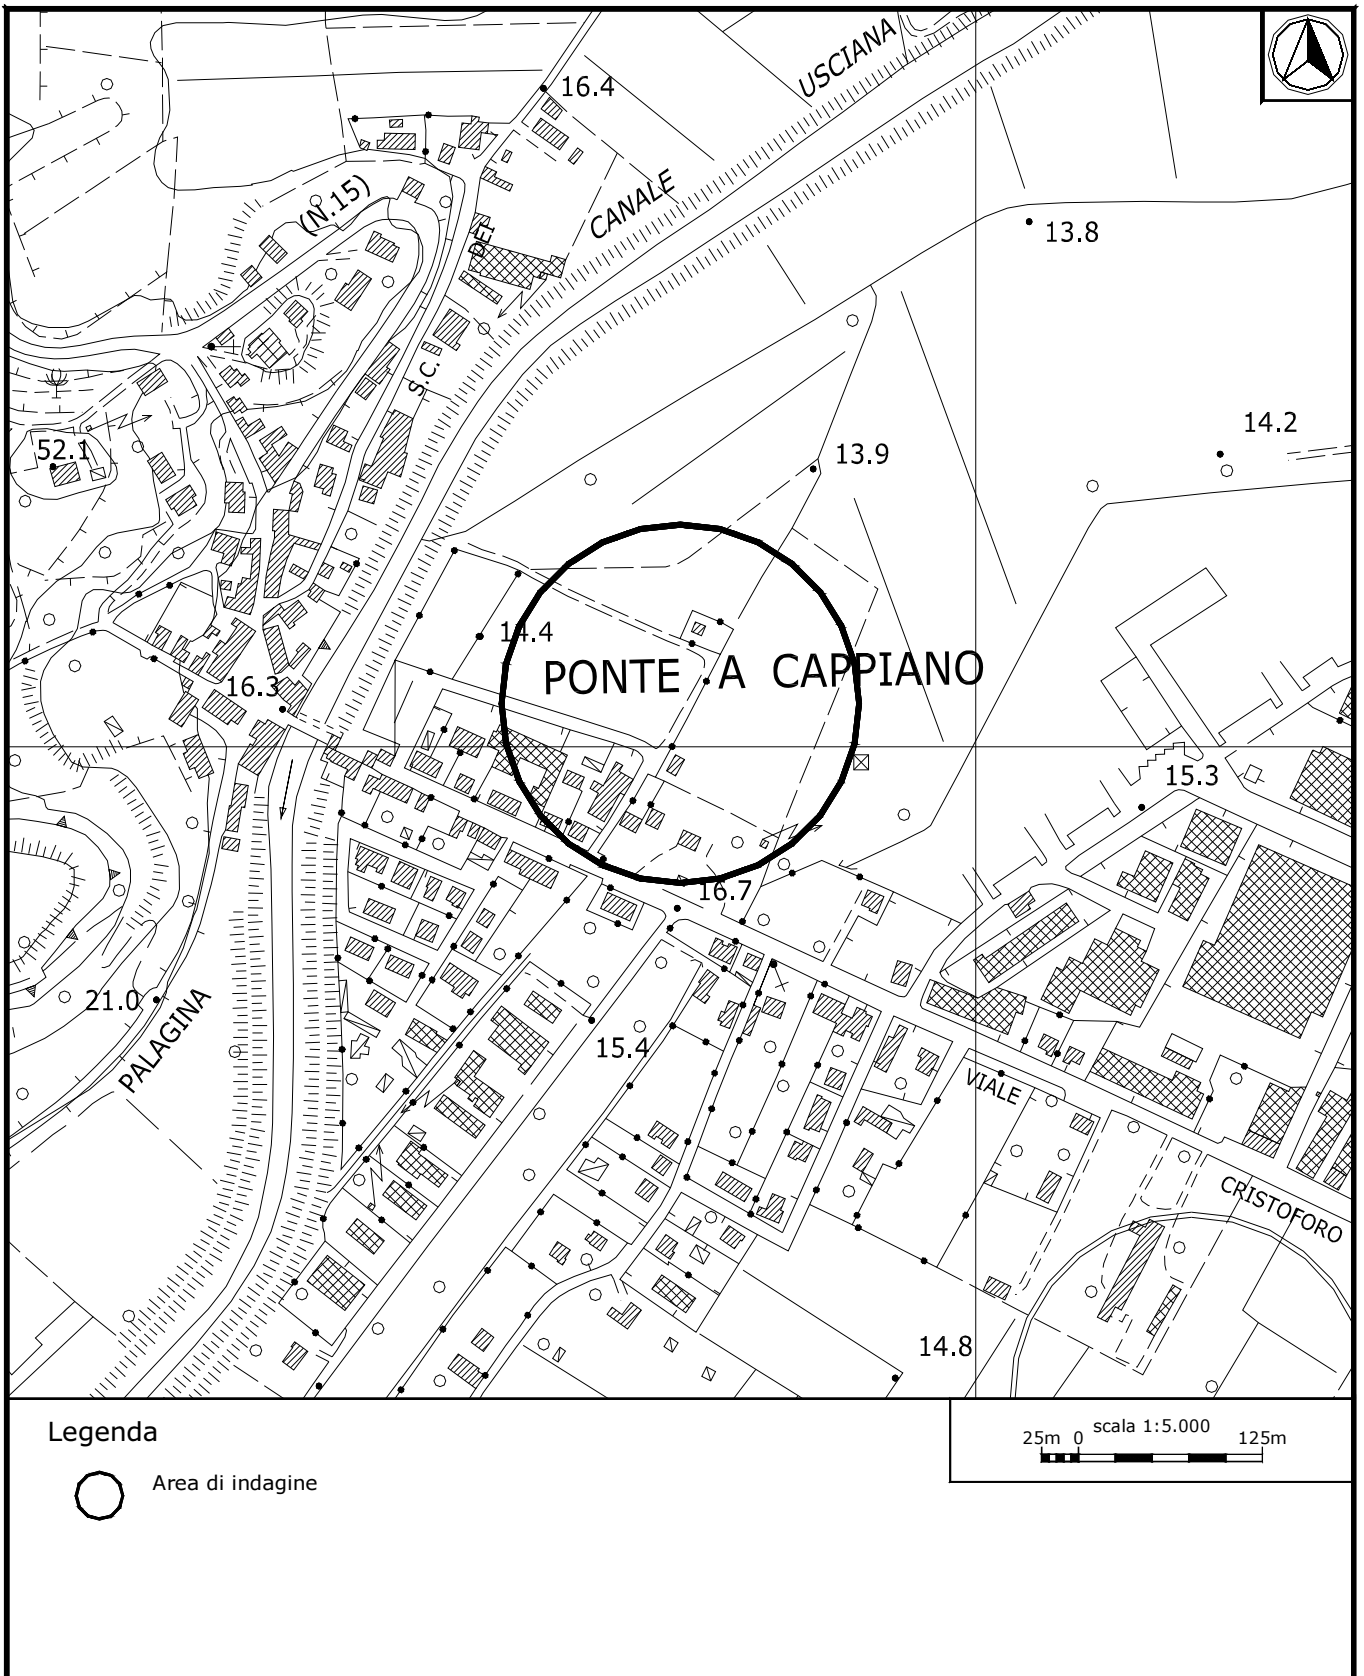 USCIANA
16.4
CANALE
(N.15)
13.8
DEI
S.C.
14.2
13.9
52.1
14.4
PONTE A CAPPIANO
16.3
15.3
16.7
21.0
PALAGINA
15.4
VIALE
CRISTOFORO
14.8
Legenda
Area di indagine
scala 1:5.000
25m 0 125m